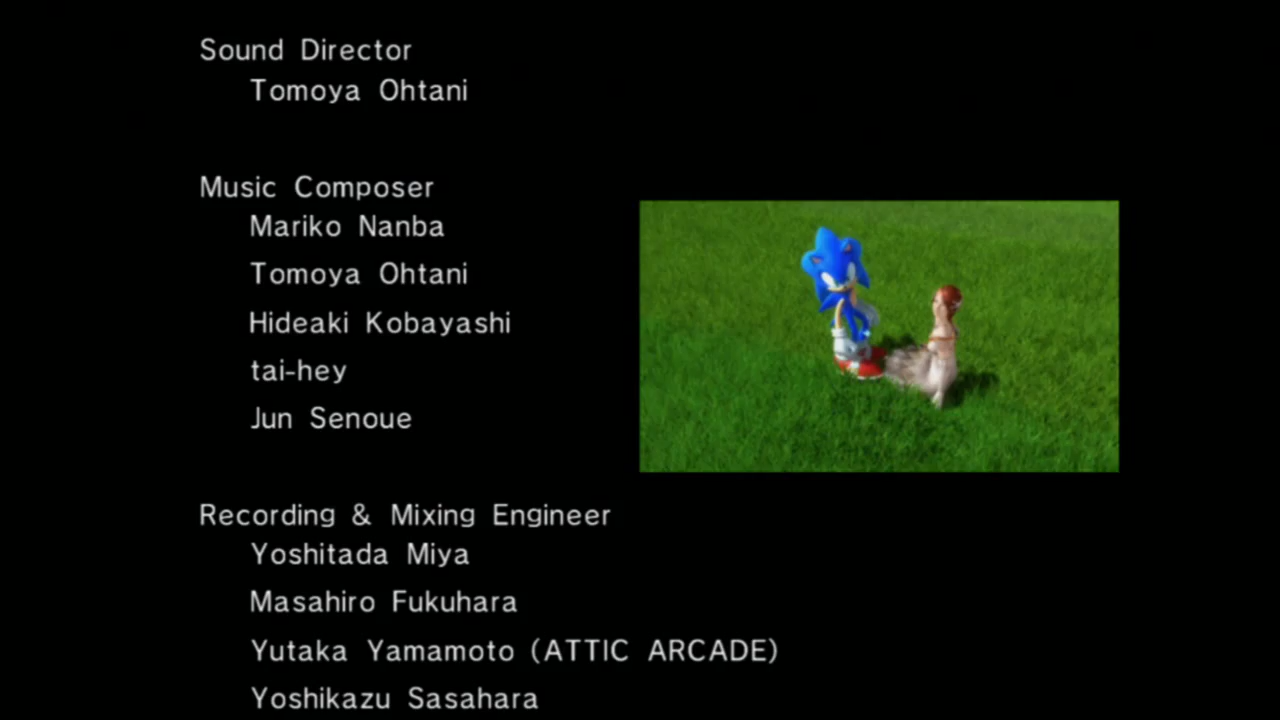 Sound Director
Tomoya Ohtani
Music Composer
Mariko Nanba
Tomoya Ohtani
Hideaki Kobayashi
tai-hey
Jun Senoue
Recording & Mixing Engineer
Yoshitada Miya
Masahiro Fukuhara
Yutaka Yamamoto (ATTIC ARCADE)
Yoshikazu Sasahara